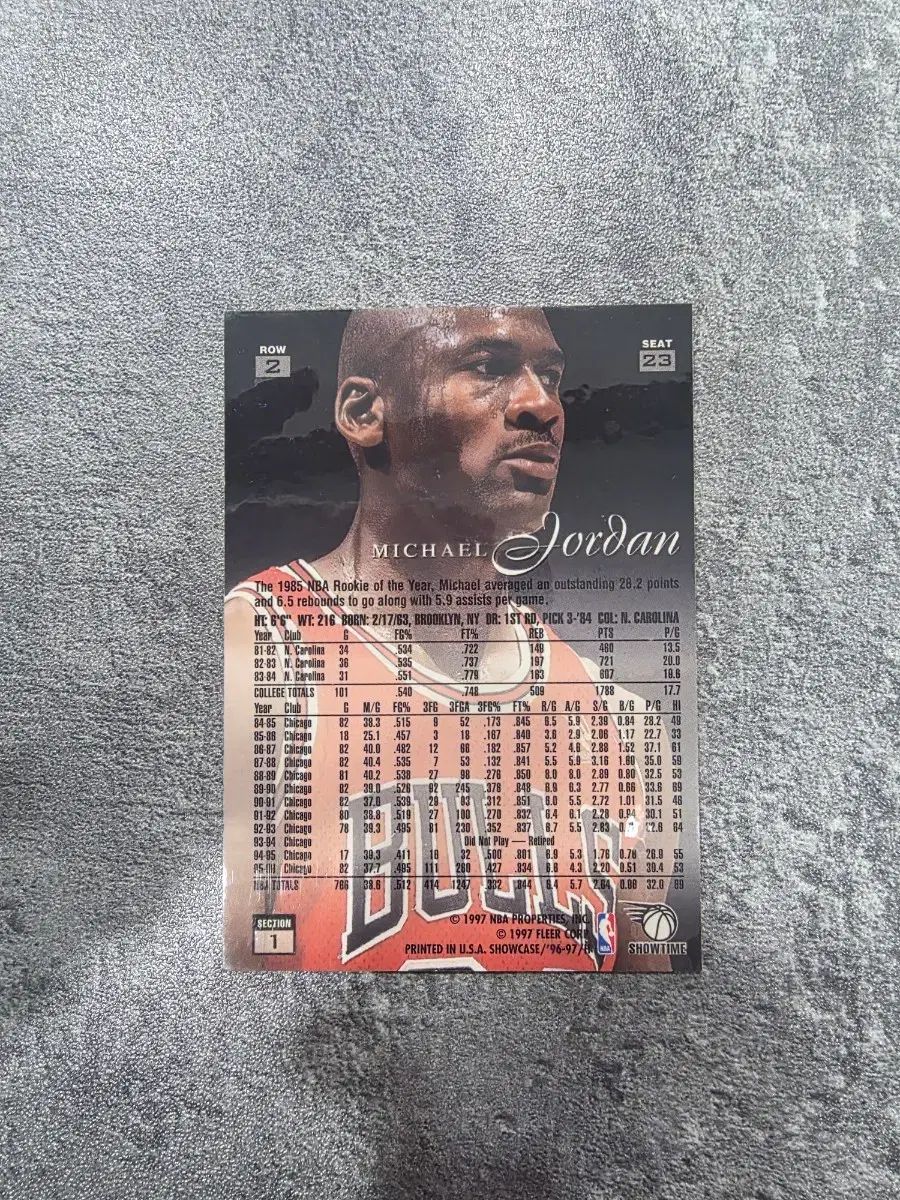 ROW
2
SEAT
23
MICHAEL Jordan
The 1985 NBA Rookie of the Year, Michael averaged an outstanding 28.2 points
and 6.5 rebounds to go along with 5.9 assists per game.
HT: 6'6" WT: 216 BORN: 2/17/63, BROOKLYN, NY DR: 1ST RD, PICK 3-'84 COL: N. CAROLINA
Year Club G FG% FT% REB PTS P/G
81-82 N. Carolina 34 .534 .722 149 460 13.5
82-83 N. Carolina 36 .535 .737 197 721 20.0
83-84 N. Carolina 31 .551 .779 163 607 19.6
COLLEGE TOTALS 101 .540 .748 509 1788 17.7
Year Club G M/G FG% 3FG 3FGA 3FG% FT% R/G A/G S/G B/G P/G HI
84-85 Chicago 82 38.3 .515 9 52 .173 .845 6.5 5.9 2.39 0.84 28.2 49
85-86 Chicago 18 25.1 .457 3 18 .167 .840 3.6 2.9 2.06 1.17 22.7 33
86-87 Chicago 82 40.0 .482 12 66 .182 .857 5.2 4.6 2.88 1.52 37.1 61
87-88 Chicago 82 40.4 .535 7 53 .132 .841 5.5 5.9 3.16 1.60 35.0 59
88-89 Chicago 81 40.2 .538 27 98 .276 .850 8.0 8.0 2.89 0.80 32.5 53
89-90 Chicago 82 39.0 .526 92 245 .376 .848 6.9 6.3 2.77 0.66 33.6 69
90-91 Chicago 82 37.0 .539 29 93 .312 .851 6.0 5.5 2.72 1.01 31.5 46
91-92 Chicago 80 38.8 .519 27 100 .270 .832 6.4 6.1 2.28 0.94 30.1 51
92-93 Chicago 78 39.3 .495 81 230 .352 .837 6.7 5.5 2.83 32.6 64
93-94 Chicago Did Not Play — Retired
94-95 Chicago 17 39.3 .411 16 32 .500 .801 6.9 5.3 1.76 0.76 26.9 55
Chicago 82 37.7 .495 111 260 .427 .834 6.6 4.3 2.20 0.51 30.4 53
NBA TOTALS 766 38.6 .512 414 1247 .332 .844 6.4 5.7 2.64 0.98 32.0 69
BULLS
SECTION
1
© 1997 NBA PROPERTIES, INC.
© 1997 FLEER CORP.
PRINTED IN U.S.A. SHOWCASE/'96-97/H
NBA
SHOWTIME